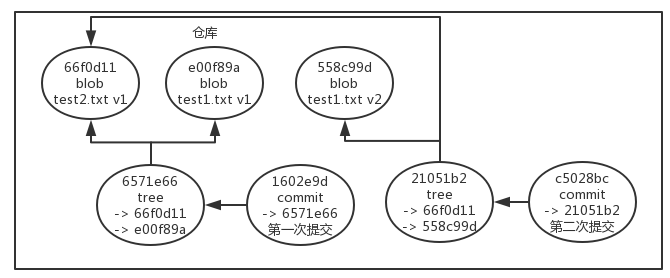 仓库
66f0d11
blob
test2.txt v1
e00f89a
blob
test1.txt v1
558c99d
blob
test1.txt v2
6571e66
tree
-> 66f0d11
-> e00f89a
1602e9d
commit
-> 6571e66
第一次提交
21051b2
tree
-> 66f0d11
-> 558c99d
c5028bc
commit
-> 21051b2
第二次提交